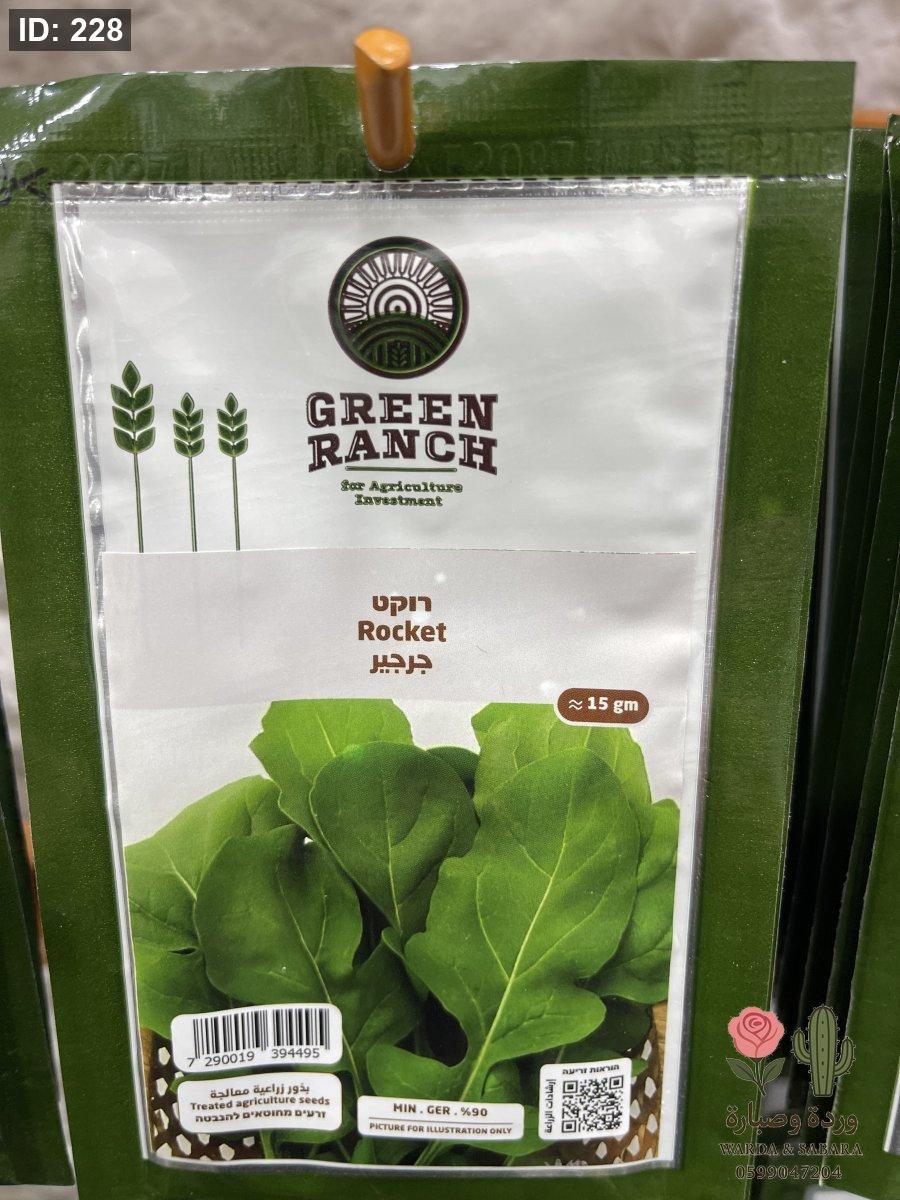 ID: 228
GREEN
RANCH
for Agriculture
Investment
רוקט
Rocket
جرجير
≈ 15 gm
7 290019 394495
بذور زراعية معالجة
Treated agriculture seeds
זרעים מחוטאים להנבטה
MIN . GER . %90
PICTURE FOR ILLUSTRATION ONLY
הוראות זריעה
إرشادات الزراعة
وردة وصبارة
WARDA & SABARA
0599047204